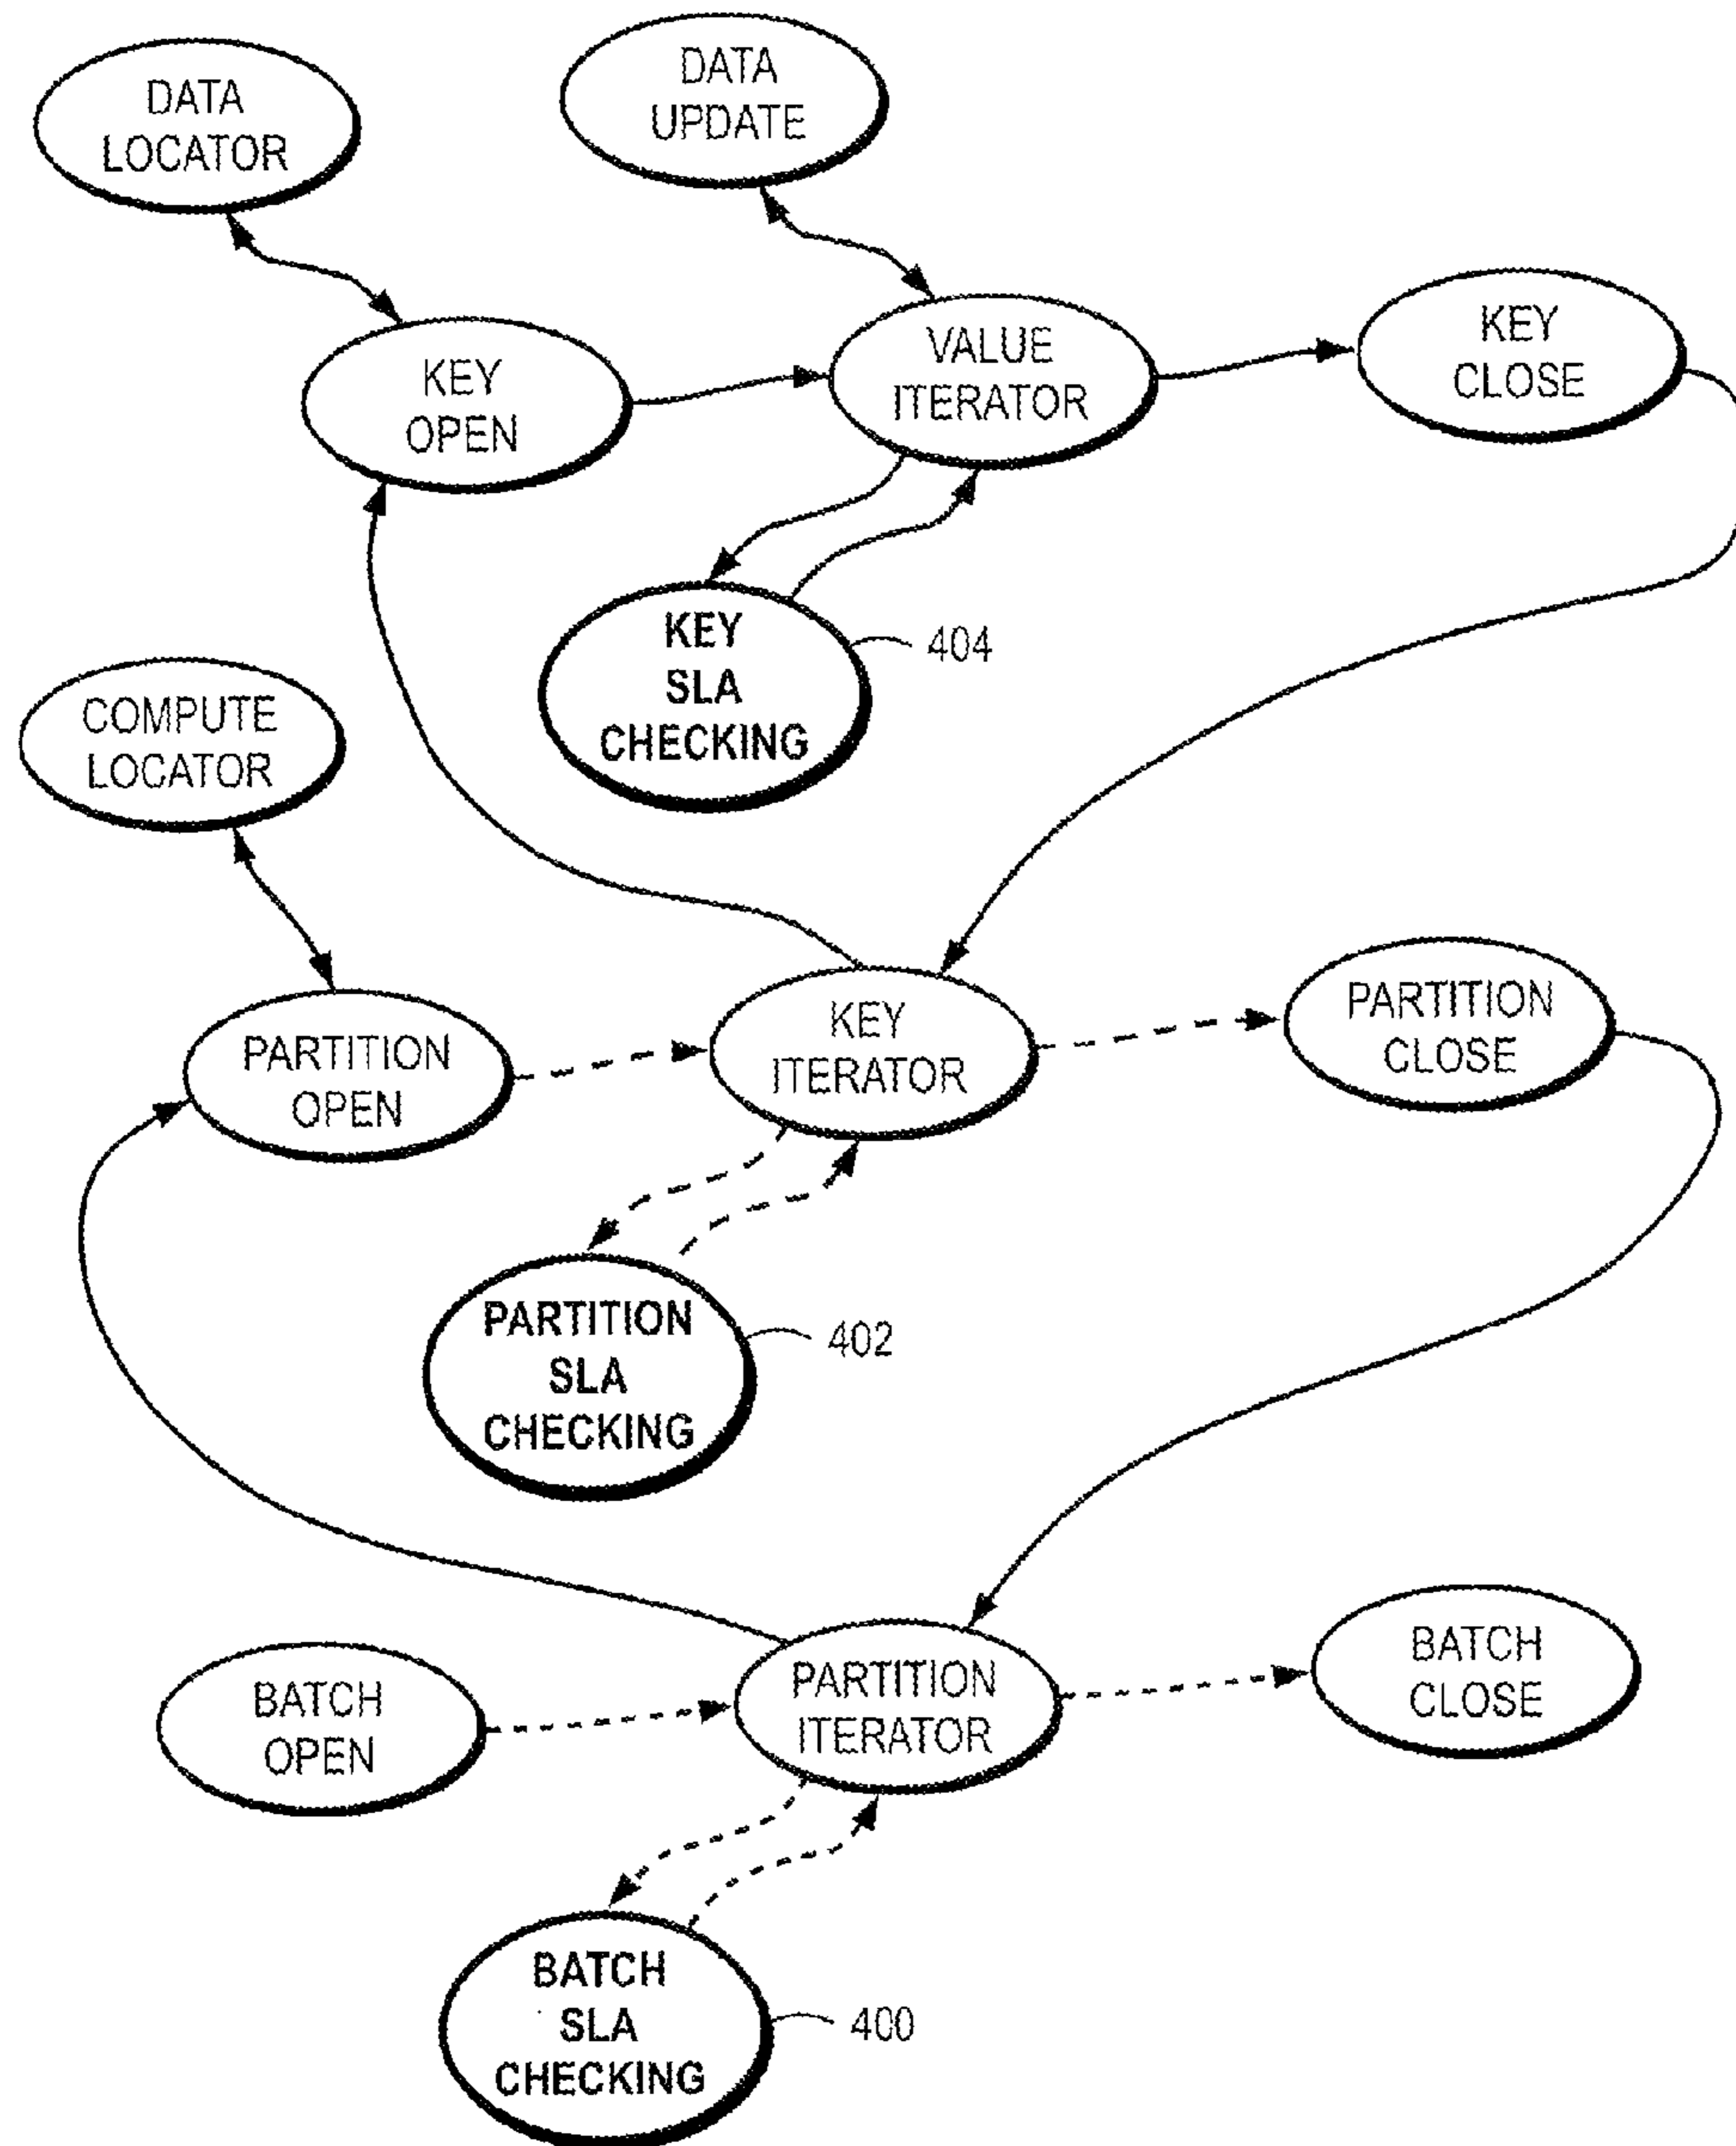 DATA
LOCATOR
DATA
UPDATE
KEY
OPEN
VALUE
ITERATOR
KEY
CLOSE
KEY
SLA
CHECKING
404
COMPUTE
LOCATOR
PARTITION
OPEN
KEY
ITERATOR
PARTITION
CLOSE
PARTITION
SLA
CHECKING
402
BATCH
OPEN
PARTITION
ITERATOR
BATCH
CLOSE
BATCH
SLA
CHECKING
400